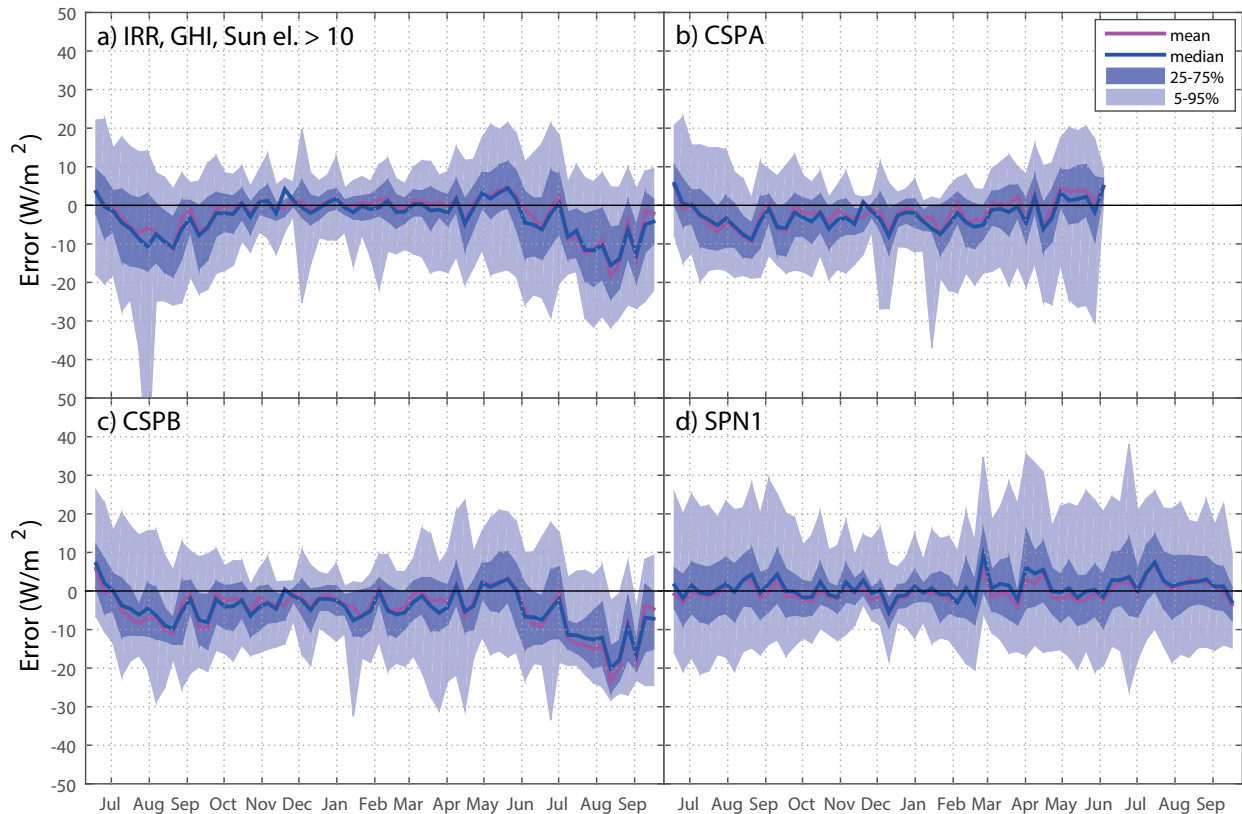 50
40
30
20
10
0
-10
-20
-30
-40
50
40
30
20
10
0
-10
-20
-30
-40
-50
Error (W/m 2)
Error (W/m 2)
a) IRR, GHI, Sun el. > 10
b) CSPA
mean
median
25-75%
5-95%
c) CSPB
d) SPN1
Jul Aug Sep Oct Nov Dec Jan Feb Mar Apr May Jun Jul Aug Sep
Jul Aug Sep Oct Nov Dec Jan Feb Mar Apr May Jun Jul Aug Sep